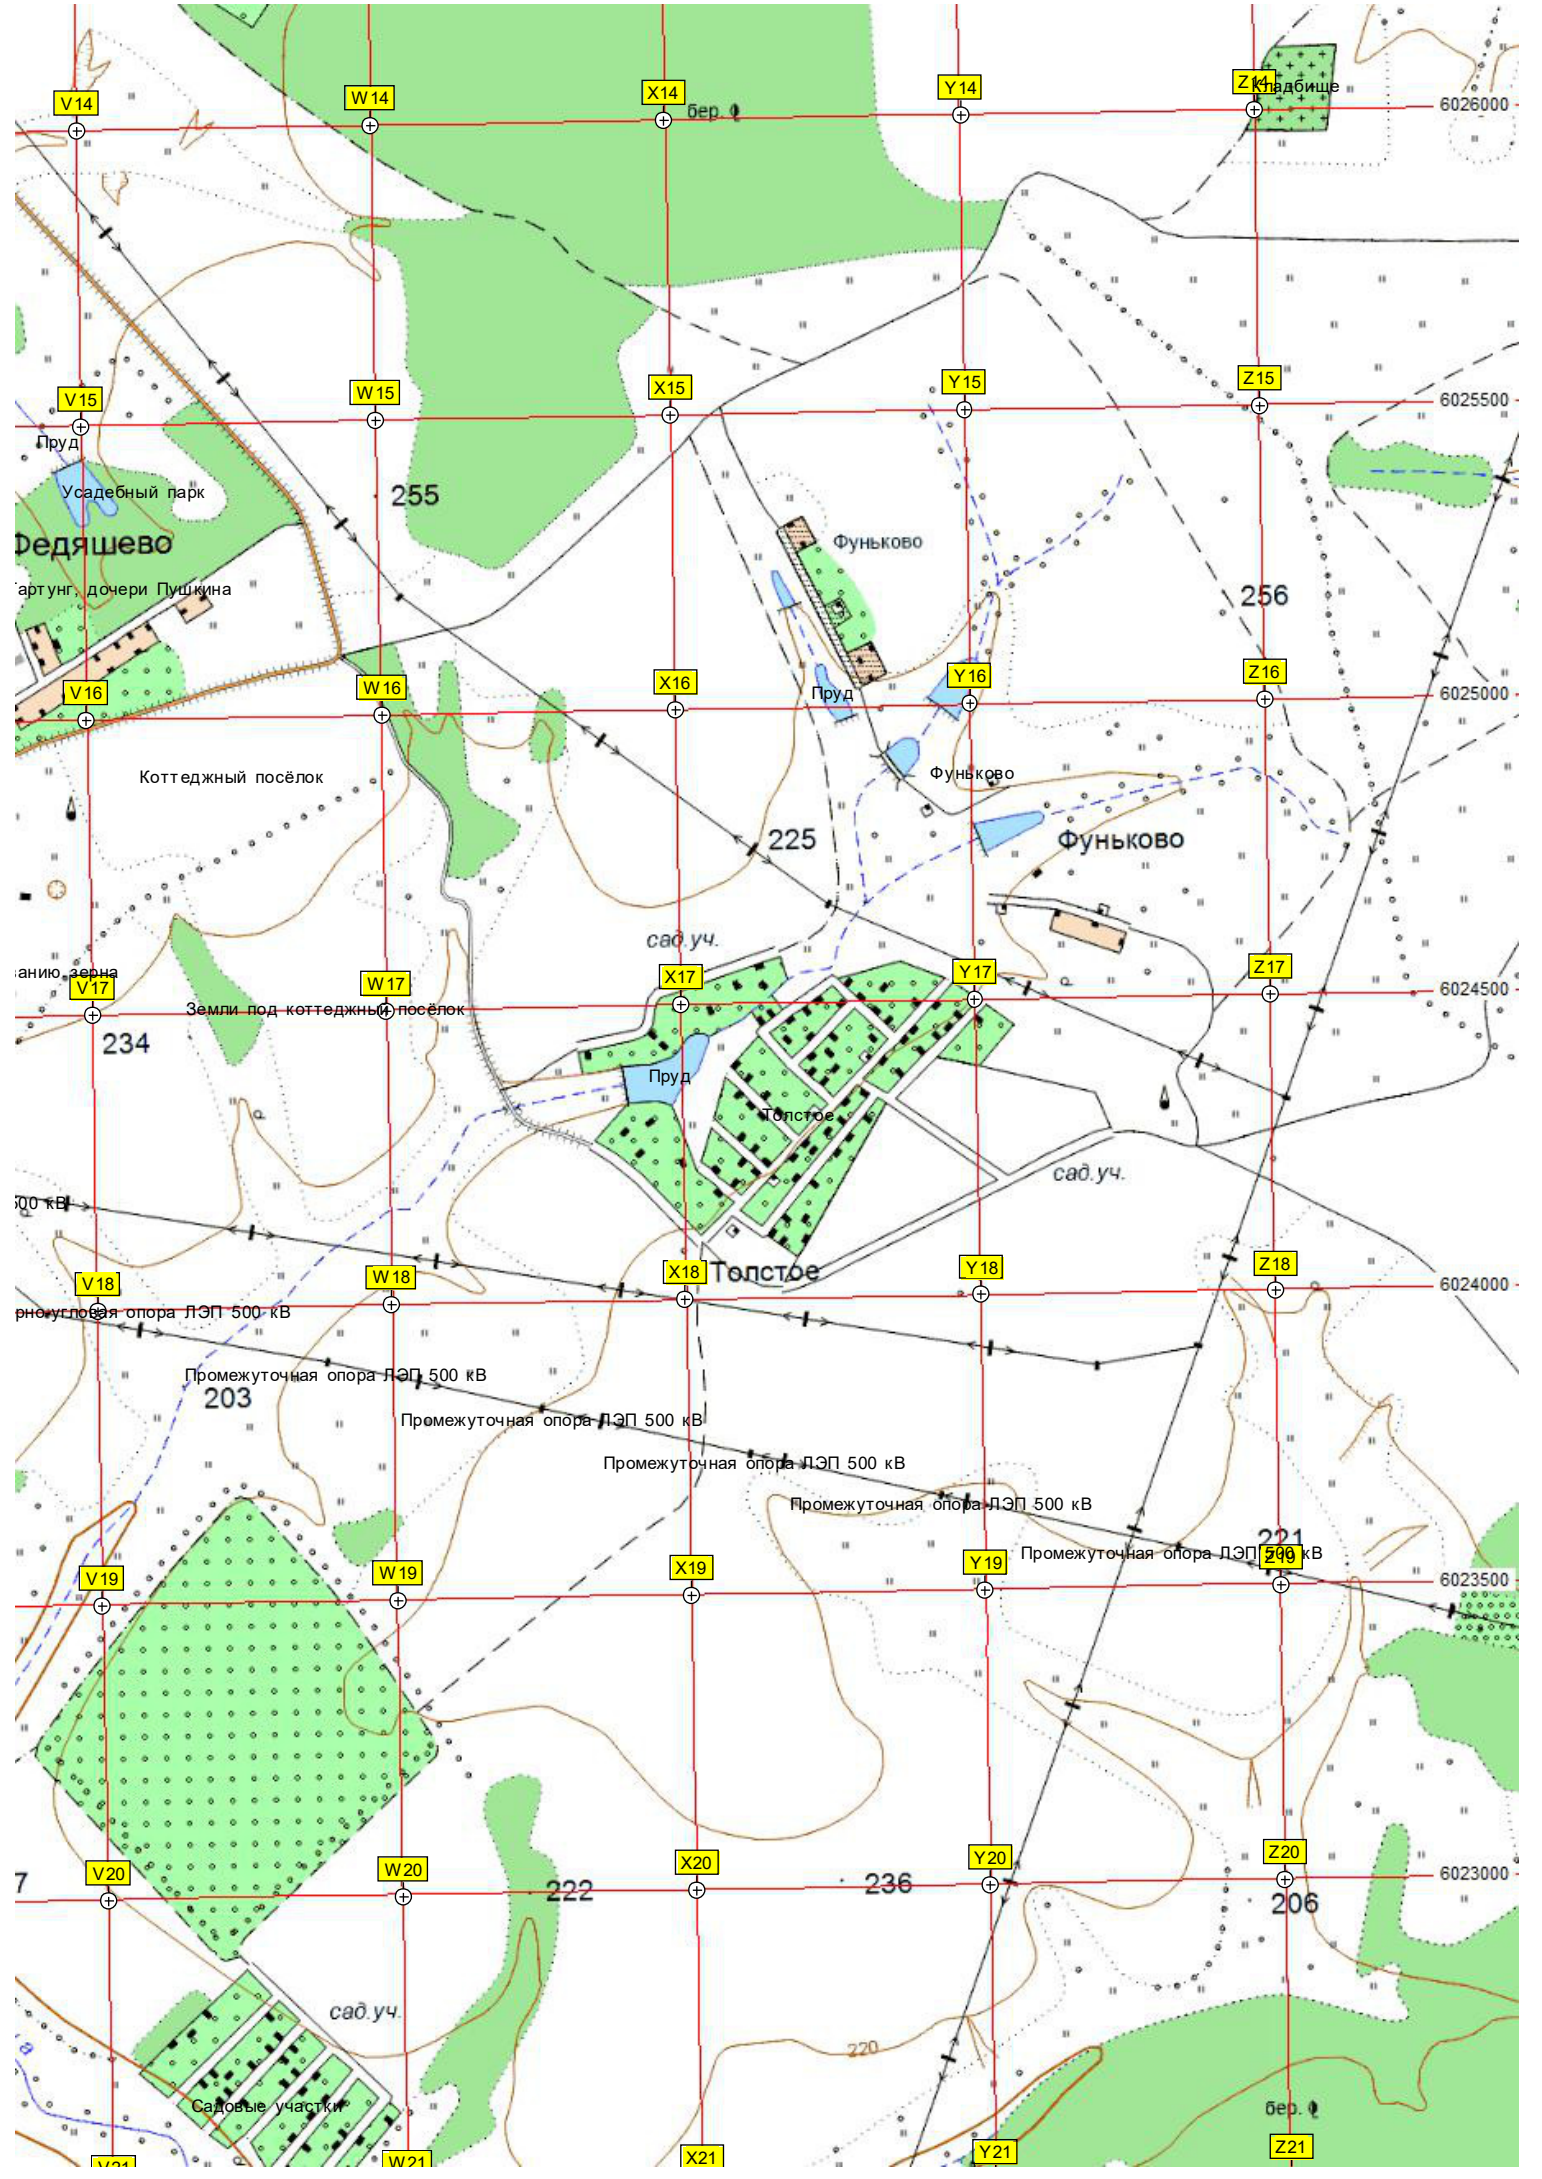 Z14
Кладбище
V14
W14
X14
бер.
Y14
6026000
V15
W15
X15
Y15
Z15
6025500
Пруд
Усадебный парк
255
Федяшево
Фуньково
артунг, дочери Пушкина
256
V16
W16
X16
Пруд
Y16
Z16
6025000
Коттеджный посёлок
Фуньково
225
Фуньково
сад.уч.
ванию зерна
V17
W17
X17
Y17
Z17
6024500
Земли под коттеджный посёлок
234
Пруд
Толстое
сад.уч.
500 кВ
V18
W18
X18
Толстое
Y18
Z18
6024000
рно-угловая опора ЛЭП 500 кВ
Промежуточная опора ЛЭП 500 кВ
203
Промежуточная опора ЛЭП 500 кВ
Промежуточная опора ЛЭП 500 кВ
Промежуточная опора ЛЭП 500 кВ
221
Промежуточная опора ЛЭП 500 кВ
V19
W19
X19
Y19
Z19
6023500
7
V20
W20
222
X20
236
Y20
Z20
6023000
206
сад.уч.
220
а
Садовые участки
бер.
V21
W21
X21
Y21
Z21